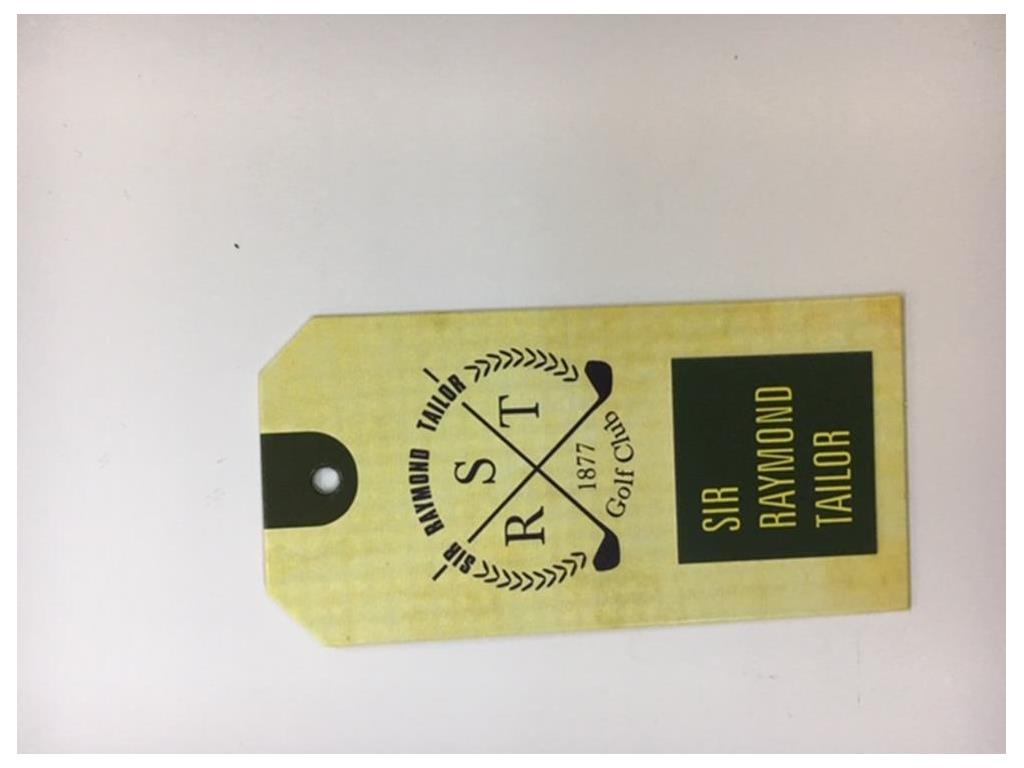 SIR RAYMOND TAILOR
S
R T
1877
Golf Club
SIR
RAYMOND
TAILOR